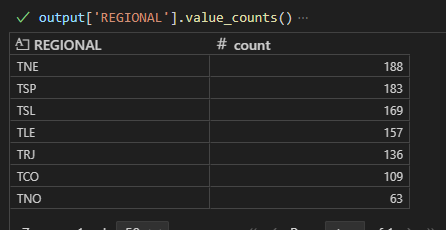 output['REGIONAL'].value_counts() ...
REGIONAL count
TNE 188
TSP 183
TSL 169
TLE 157
TRJ 136
TCO 109
TNO 63